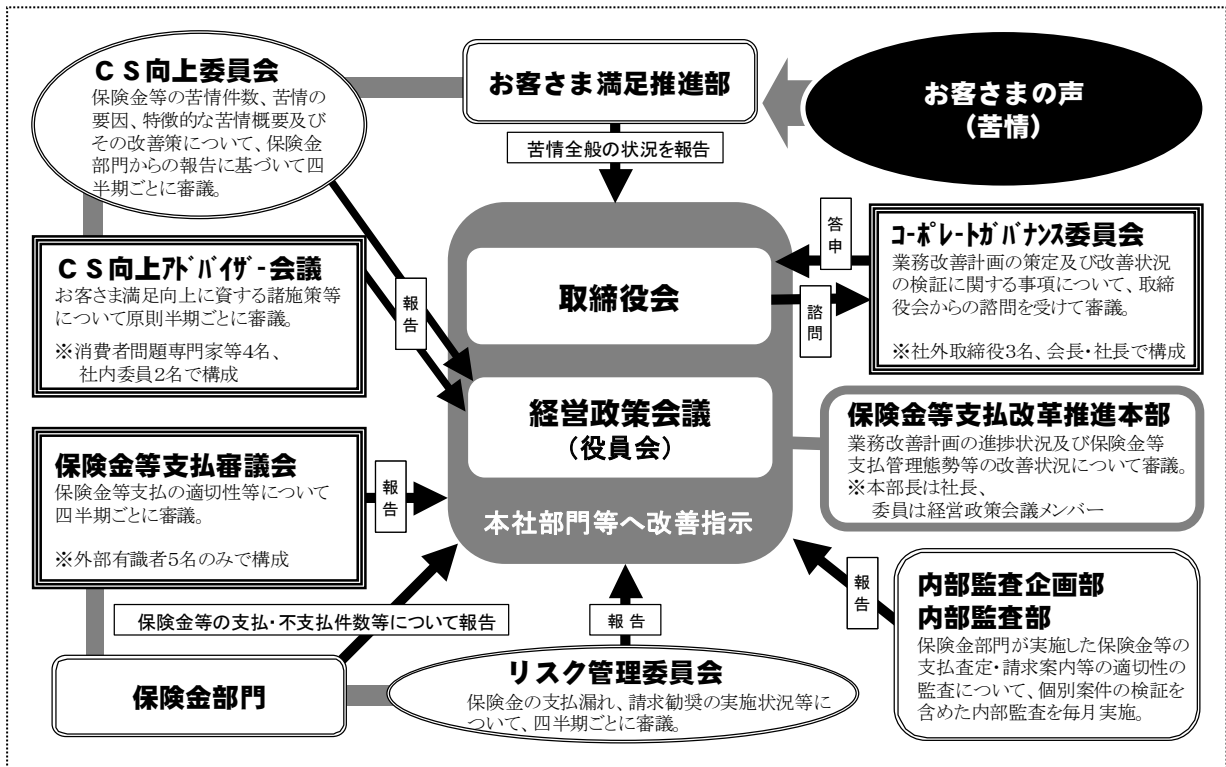 CS向上委員会
保険金等の苦情件数、苦情の
要因、特徴的な苦情概要及び
その改善策について、保険金
部門からの報告に基づいて四
半期ごとに審議。
お客さま満足推進部
お客さまの声
(苦情)
苦情全般の状況を報告
CS向上アドバイザー会議
お客さま満足向上に資する諸施策等
について原則半期ごとに審議。
※消費者問題専門家等4名、
社内委員2名で構成
報告
取締役会
答申
諮問
コーポレートガバナンス委員会
業務改善計画の策定及び改善状況
の検証に関する事項について、取締
役会からの諮問を受けて審議。
※社外取締役3名、会長・社長で構成
経営政策会議
(役員会)
本社部門等へ改善指示
保険金等支払改革推進本部
業務改善計画の進捗状況及び保険金等
支払管理態勢等の改善状況について審議。
※本部長は社長、
委員は経営政策会議メンバー
保険金等支払審議会
保険金等支払の適切性等について
四半期ごとに審議。
※外部有識者5名のみで構成
報告
保険金等の支払・不支払件数等について報告
報告
報告
内部監査企画部
内部監査部
保険金部門が実施した保険金等の
支払査定・請求案内等の適切性の
監査について、個別案件の検証を
含めた内部監査を毎月実施。
保険金部門
リスク管理委員会
保険金の支払漏れ、請求勧奨の実施状況等に
ついて、四半期ごとに審議。